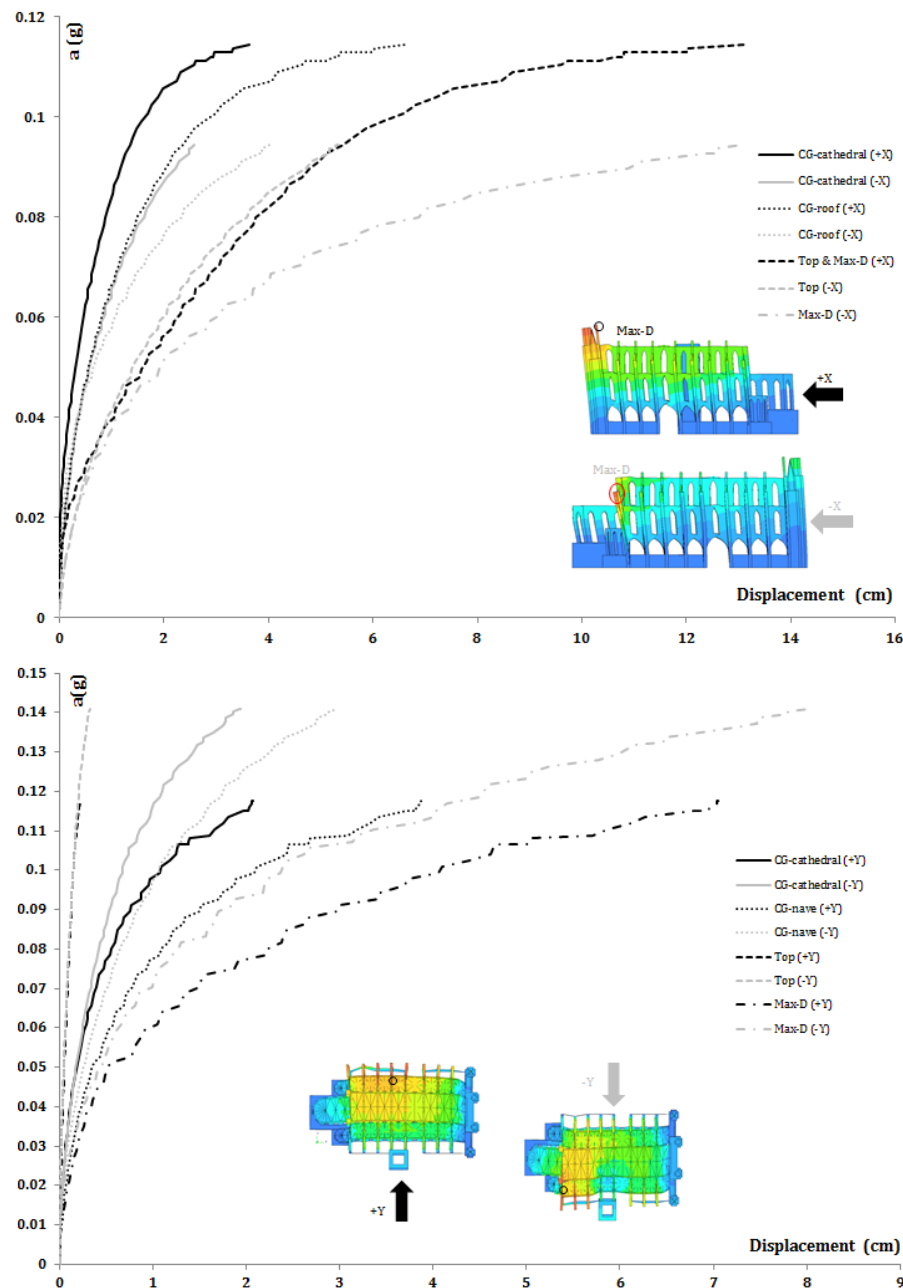 0.12
a (g)
0.1
0.08
0.06
0.04
0.02
0
CG-cathedral (+X)
CG-cathedral (-X)
CG-roof (+X)
CG-roof (-X)
Top & Max-D (+X)
Top (-X)
Max-D (-X)
Max-D
+X
Max-D
-X
Displacement (cm)
0 2 4 6 8 10 12 14 16
0.15
a(g)
0.14
0.13
0.12
0.11
0.1
0.09
0.08
0.07
0.06
0.05
0.04
0.03
0.02
0.01
0
CG-cathedral (+Y)
CG-cathedral (-Y)
CG-nave (+Y)
CG-nave (-Y)
Top (+Y)
Top (-Y)
Max-D (+Y)
Max-D (-Y)
-Y
+Y
Displacement (cm)
0 1 2 3 4 5 6 7 8 9